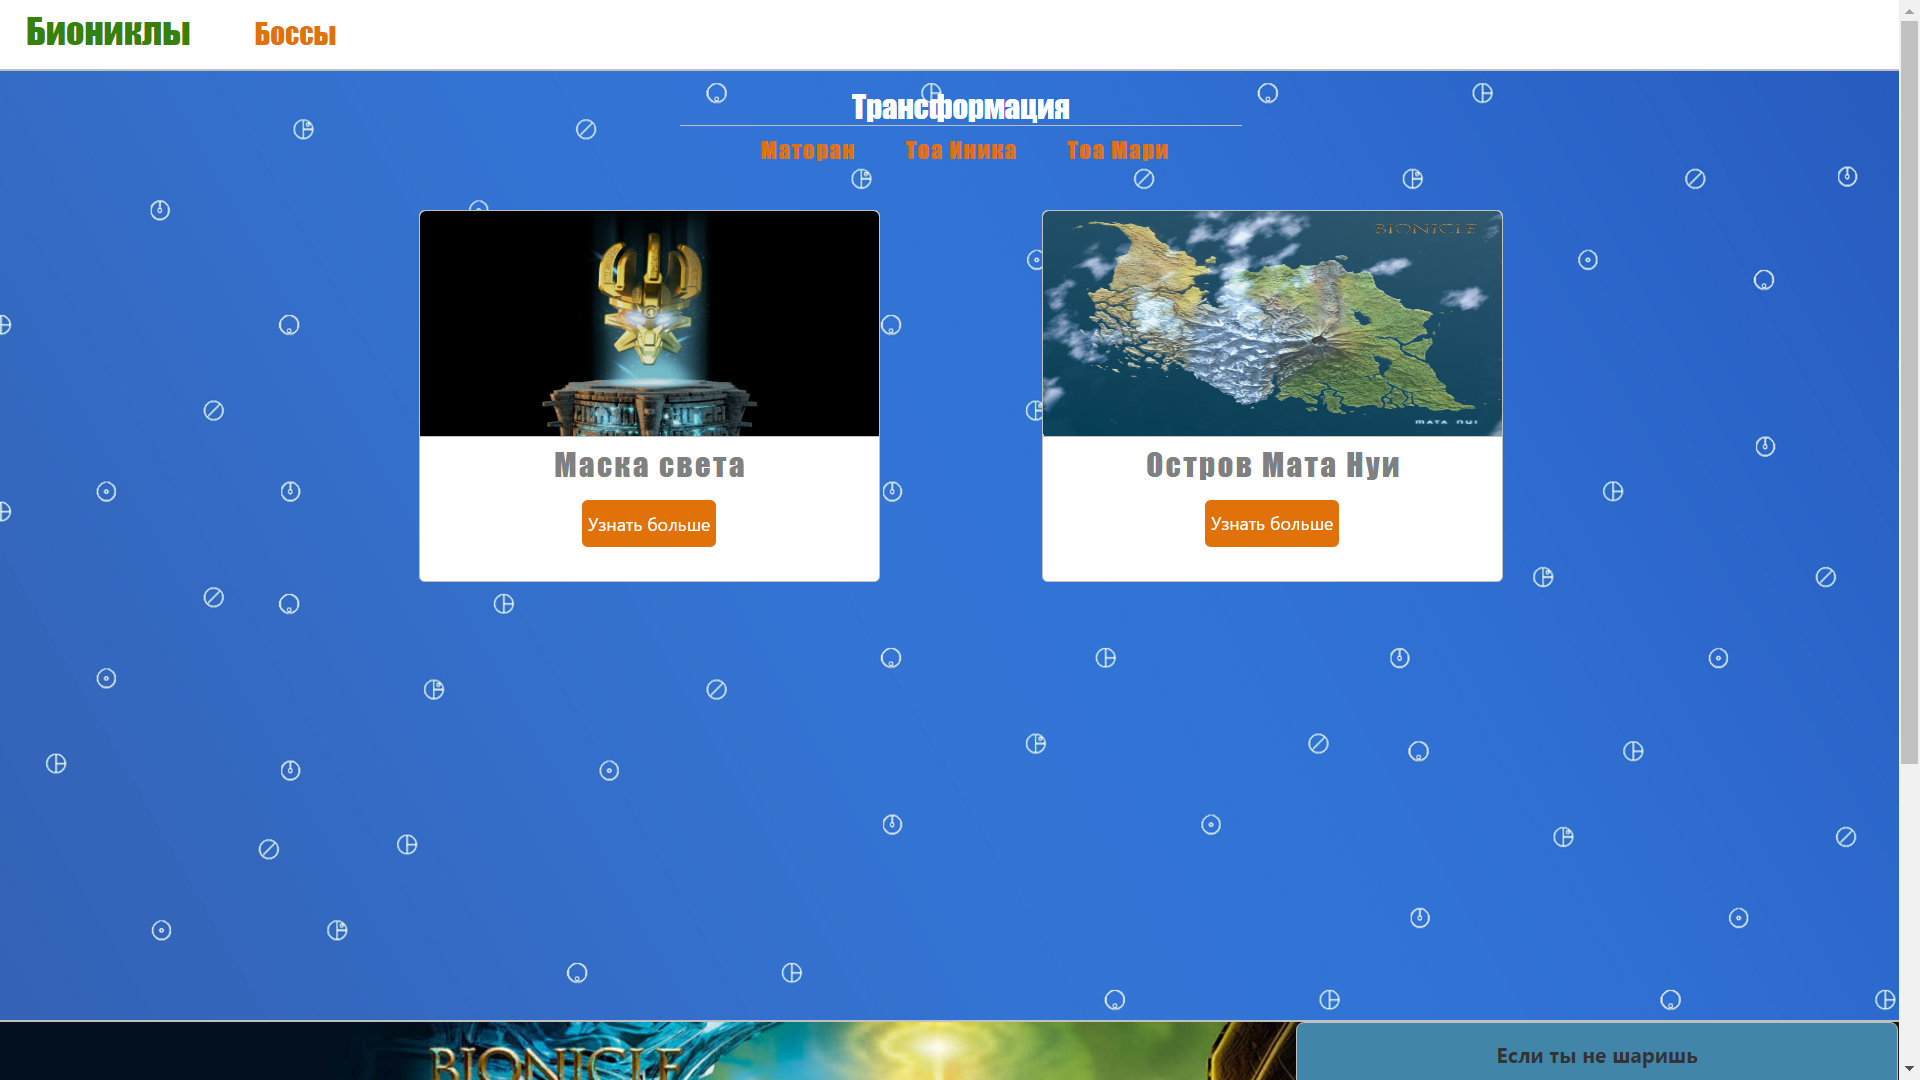 Биониклы
Боссы
Трансформация
Маторан
Тоа Иника
Тоа Мари
BIONICLE
MATA NUI
Маска света
Остров Мата Нуи
Узнать больше
Узнать больше
BIONICLE
Если ты не шаришь